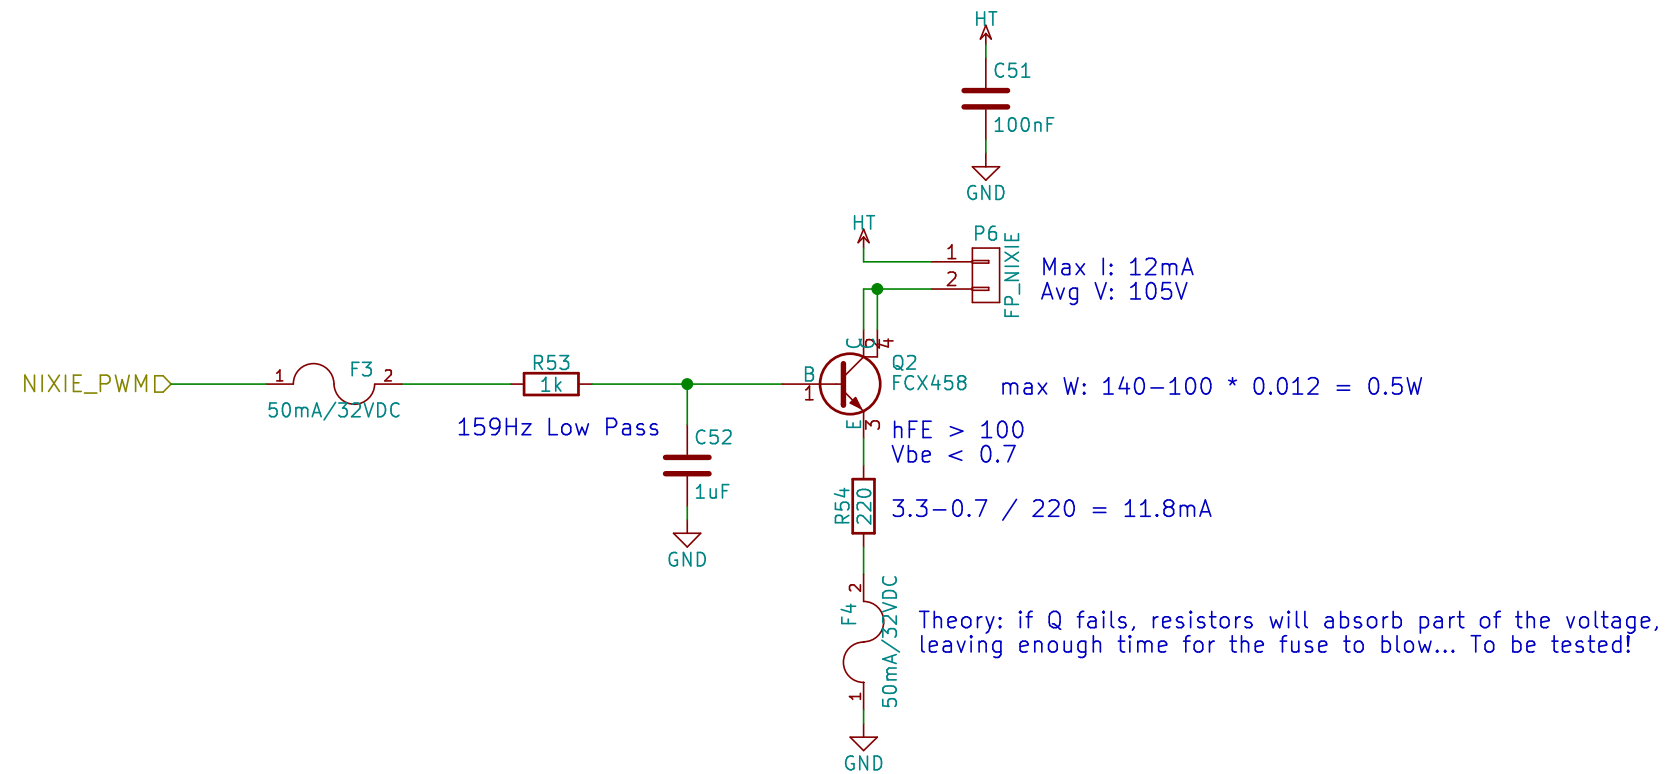 HT
C51
100nF
GND
HT
P6
1
2
FP_NIXIE
Max I: 12mA
Avg V: 105V
NIXIE_PWM
1
F3
2
50mA/32VDC
R53
1k
159Hz Low Pass
C52
1uF
GND
B
1
C
4
Q2
FCX458
E
3
max W: 140-100 * 0.012 = 0.5W
hFE > 100
Vbe < 0.7
R54
220
3.3-0.7 / 220 = 11.8mA
2
F4
50mA/32VDC
1
Theory: if Q fails, resistors will absorb part of the voltage,
leaving enough time for the fuse to blow... To be tested!
GND